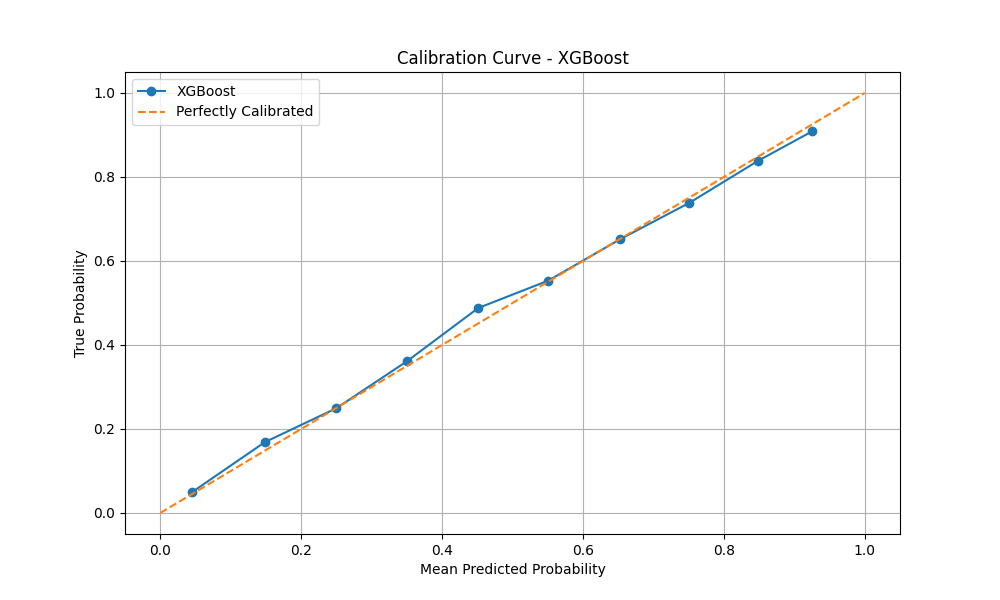 Calibration Curve - XGBoost
XGBoost
Perfectly Calibrated
True Probability
1.0
0.8
0.6
0.4
0.2
0.0
0.0 0.2 0.4 0.6 0.8 1.0
Mean Predicted Probability